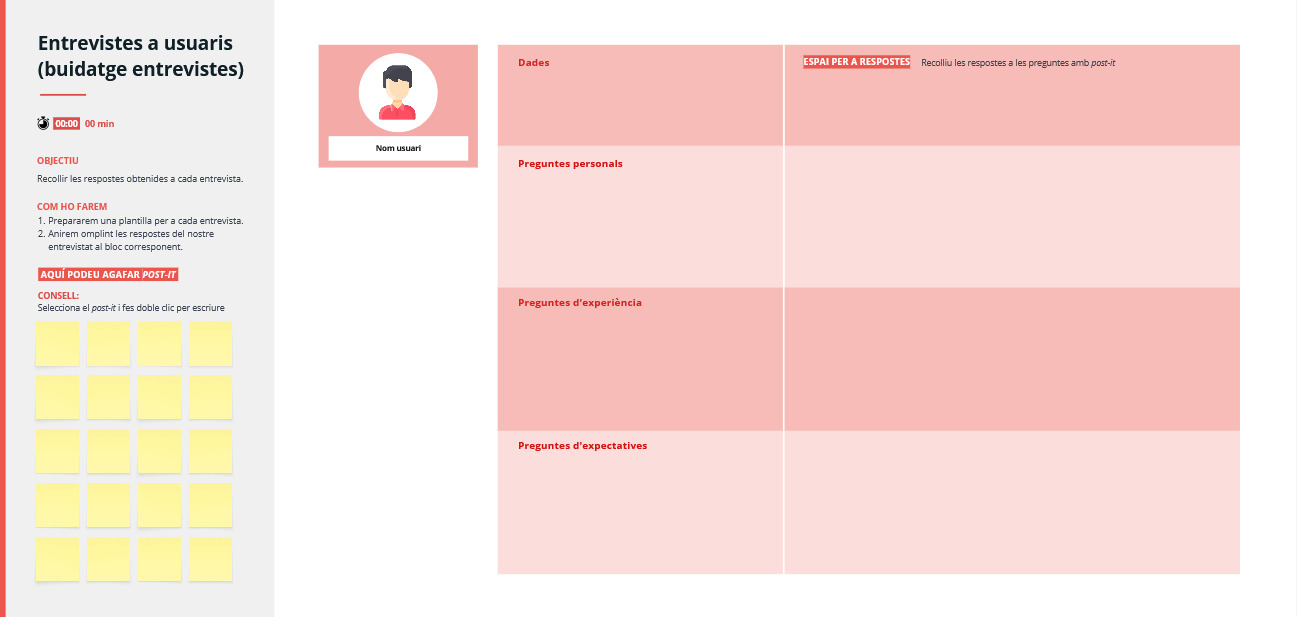 Entrevistes a usuaris
(buidatge entrevistes)
00:00 00 min
OBJECTIU
Recollir les respostes obtenides a cada entrevista.
COM HO FAREM
1. Prepararem una plantilla per a cada entrevista.
2. Anirem omplint les respostes del nostre
entrevistat al bloc corresponent.
AQUÍ PODEU AGAFAR POST-IT
CONSELL:
Selecciona el post-it i fes doble clic per escriure
Nom usuari
Dades
ESPAI PER A RESPOSTES Recolliu les respostes a les preguntes amb post-it
Preguntes personals
Preguntes d'experiència
Preguntes d'expectatives